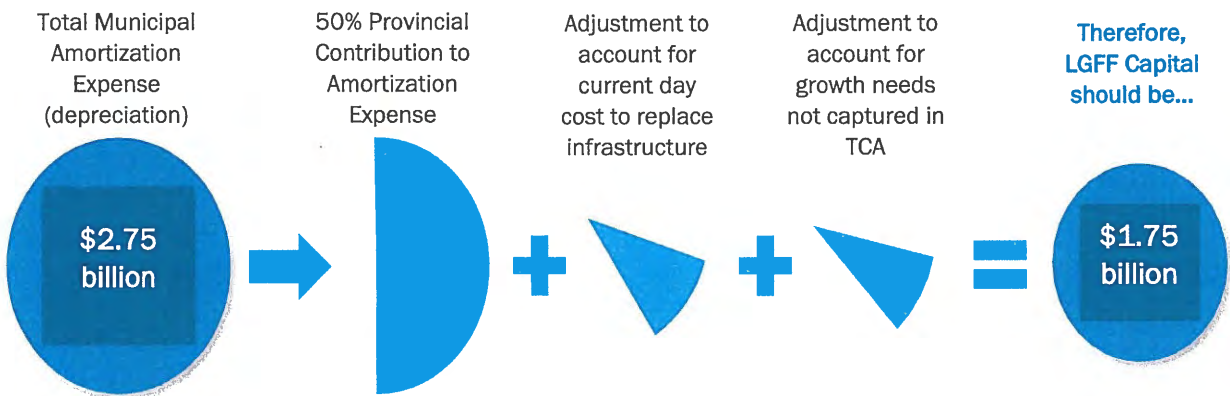 Total Municipal
Amortization
Expense
(depreciation)
50% Provincial
Contribution to
Amortization
Expense
Adjustment to
account for
current day
cost to replace
infrastructure
Adjustment to
account for
growth needs
not captured in
TCA
Therefore,
LGFF Capital
should be...
$2.75
billion
$1.75
billion